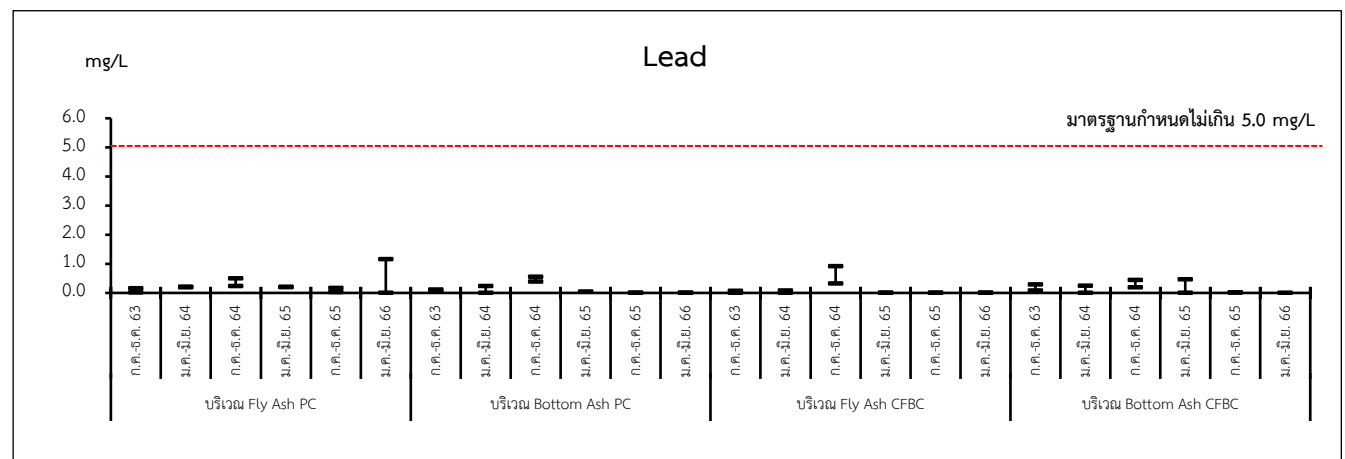 Lead
mg/L
มาตรฐานกำหนดไม่เกิน 5.0 mg/L
6.0
5.0
4.0
3.0
2.0
1.0
0.0
ก.ค.-ธ.ค. 63
ม.ค.-มิ.ย. 64
ก.ค.-ธ.ค. 64
ม.ค.-มิ.ย. 65
ก.ค.-ธ.ค. 65
ม.ค.-มิ.ย. 66
ก.ค.-ธ.ค. 63
ม.ค.-มิ.ย. 64
ก.ค.-ธ.ค. 64
ม.ค.-มิ.ย. 65
ก.ค.-ธ.ค. 65
ม.ค.-มิ.ย. 66
ก.ค.-ธ.ค. 63
ม.ค.-มิ.ย. 64
ก.ค.-ธ.ค. 64
ม.ค.-มิ.ย. 65
ก.ค.-ธ.ค. 65
ม.ค.-มิ.ย. 66
ก.ค.-ธ.ค. 63
ม.ค.-มิ.ย. 64
ก.ค.-ธ.ค. 64
ม.ค.-มิ.ย. 65
ก.ค.-ธ.ค. 65
ม.ค.-มิ.ย. 66
บริเวณ Fly Ash PC
บริเวณ Bottom Ash PC
บริเวณ Fly Ash CFBC
บริเวณ Bottom Ash CFBC